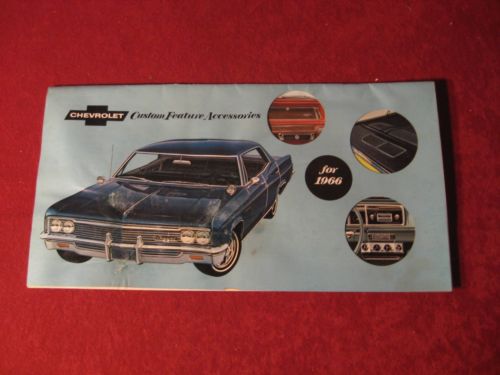 CHEVROLET
Custom Feature Accessories
for
1966